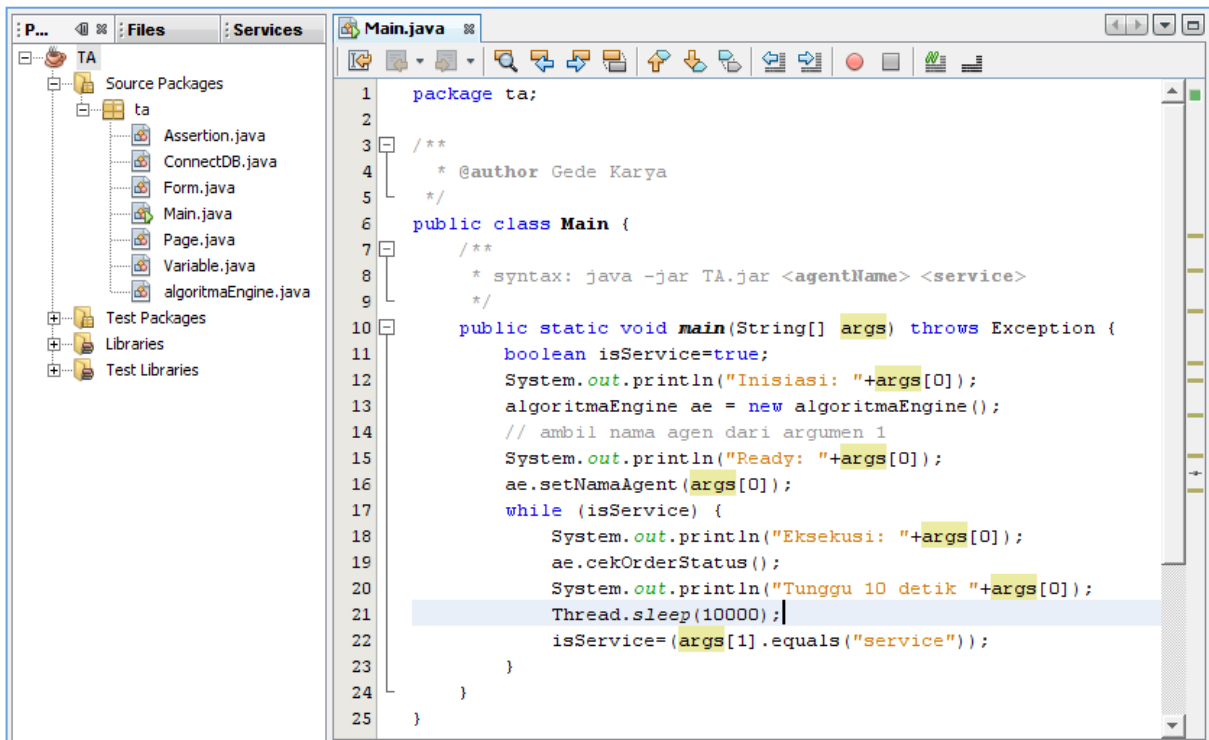 P...
Files
Services
TA
Source Packages
ta
Assertion.java
ConnectDB.java
Form.java
Main.java
Page.java
Variable.java
algoritmaEngine.java
Test Packages
Libraries
Test Libraries
Main.java
1 package ta;
2
3 /**
4 * @author Gede Karya
5 */
6 public class Main {
7 /**
8 * syntax: java -jar TA.jar <agentName> <service>
9 */
10 public static void main(String[] args) throws Exception {
11 boolean isService=true;
12 System.out.println("Inisiasi: "+args[0]);
13 algoritmaEngine ae = new algoritmaEngine();
14 // ambil nama agen dari argumen 1
15 System.out.println("Ready: "+args[0]);
16 ae.setNamaAgent(args[0]);
17 while (isService) {
18 System.out.println("Eksekusi: "+args[0]);
19 ae.cekOrderStatus();
20 System.out.println("Tunggu 10 detik "+args[0]);
21 Thread.sleep(10000);
22 isService=(args[1].equals("service"));
23 }
24 }
25 }